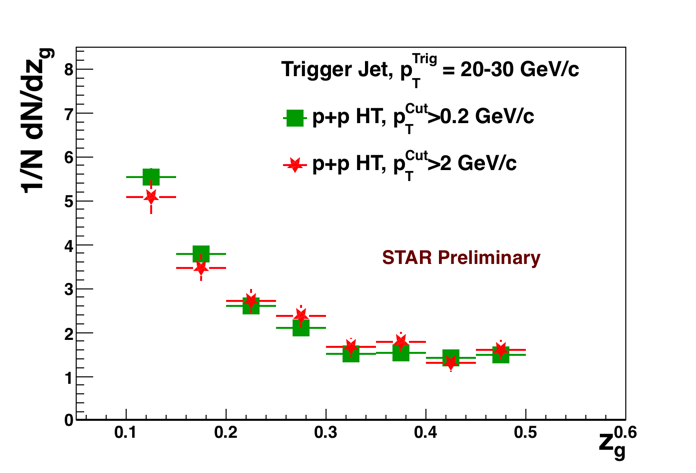 1/N dN/dz_g
Trigger Jet, p_T^Trig = 20-30 GeV/c
p+p HT, p_T^Cut>0.2 GeV/c
p+p HT, p_T^Cut>2 GeV/c
STAR Preliminary
8
7
6
5
4
3
2
1
0
0.1 0.2 0.3 0.4 0.5 0.6
z_g